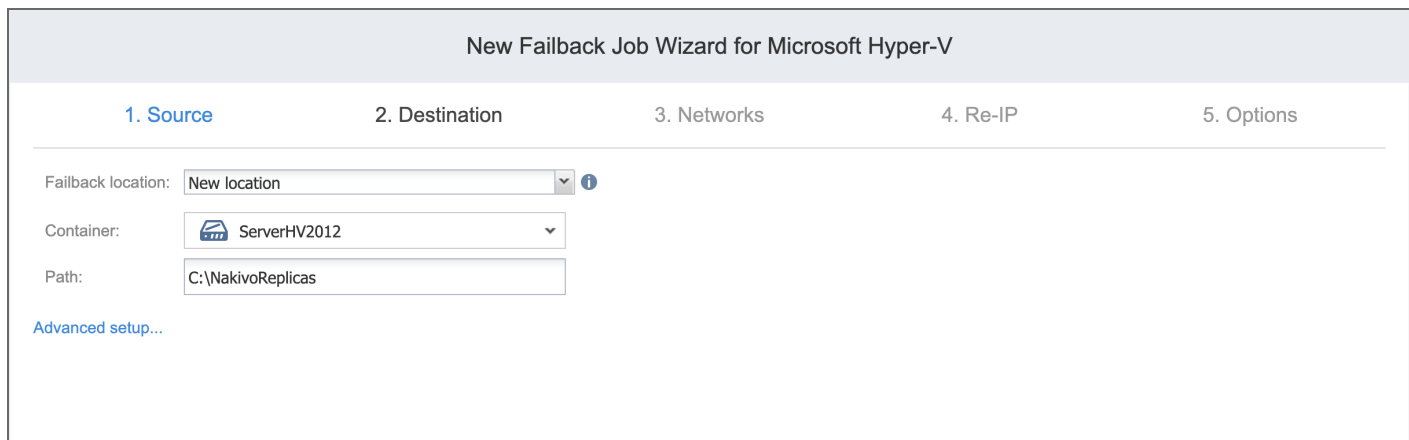 New Failback Job Wizard for Microsoft Hyper-V
1. Source 2. Destination 3. Networks 4. Re-IP 5. Options
Failback location: New location
Container: ServerHV2012
Path: C:\NakivoReplicas
Advanced setup...